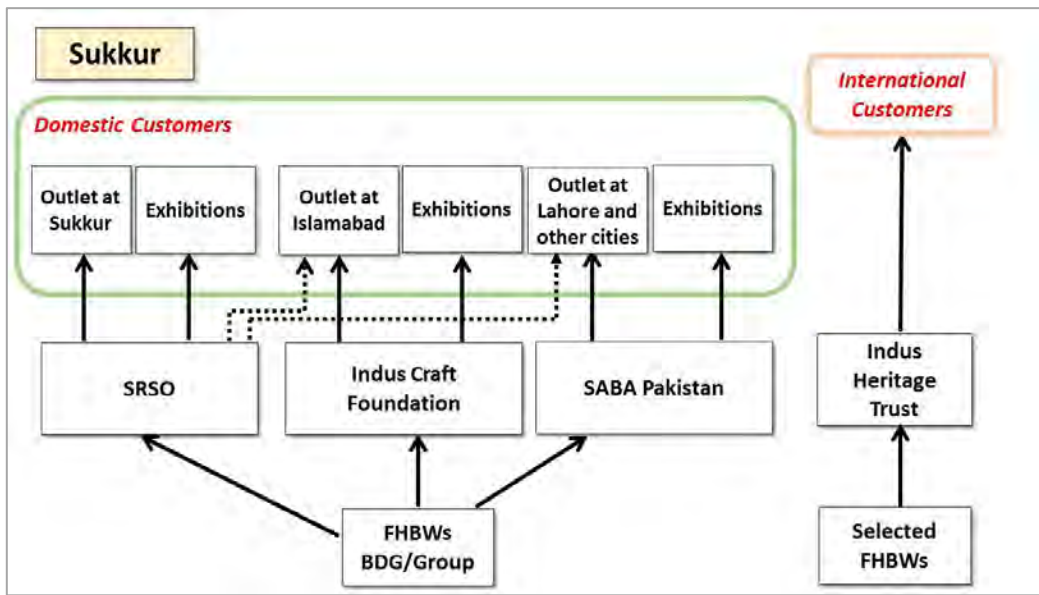 Sukkur
International
Customers
Domestic Customers
Outlet at
Sukkur
Exhibitions
Outlet at
Islamabad
Exhibitions
Outlet at
Lahore and
other cities
Exhibitions
SRSO
Indus Craft
Foundation
SABA Pakistan
Indus
Heritage
Trust
FHBWs
BDG/Group
Selected
FHBWs